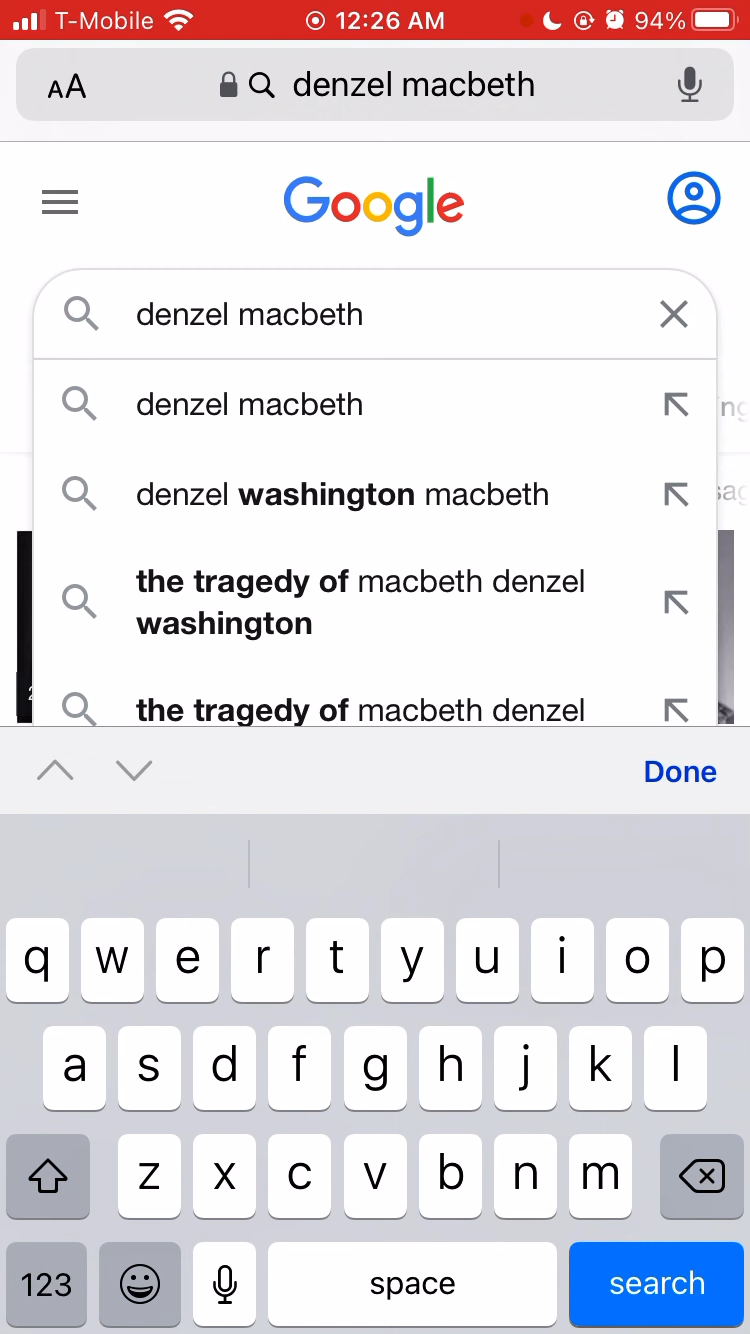 T-Mobile 12:26 AM 94%
AA denzel macbeth
Google
denzel macbeth
denzel macbeth
denzel washington macbeth
the tragedy of macbeth denzel
washington
the tragedy of macbeth denzel
Done
q w e r t y u i o p
a s d f g h j k l
z x c v b n m
123 space search